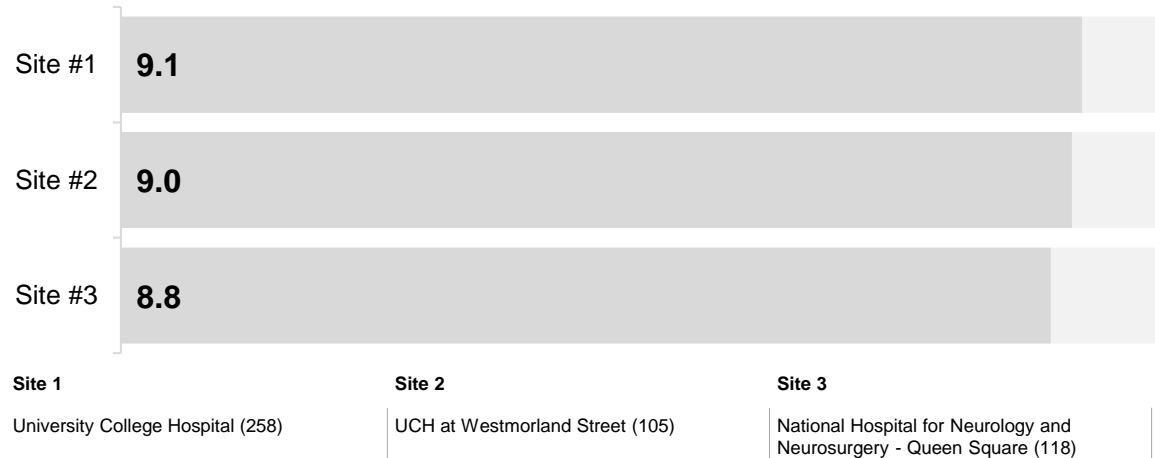 Site #1
9.1
Site #2
9.0
Site #3
8.8
Site 1
Site 2
Site 3
University College Hospital (258)
UCH at Westmorland Street (105)
National Hospital for Neurology and
Neurosurgery - Queen Square (118)